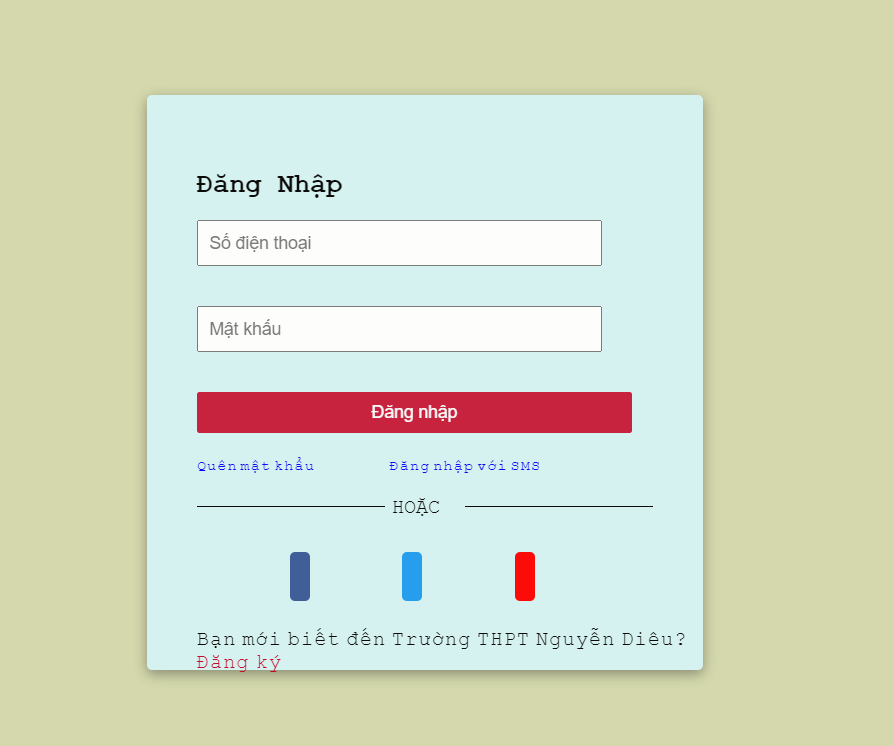 Đăng Nhập
Số điện thoại
Mật khẩu
Đăng nhập
Quên mật khẩu Đăng nhập với SMS
HOẶC
Bạn mới biết đến Trường THPT Nguyễn Diêu?
Đăng ký